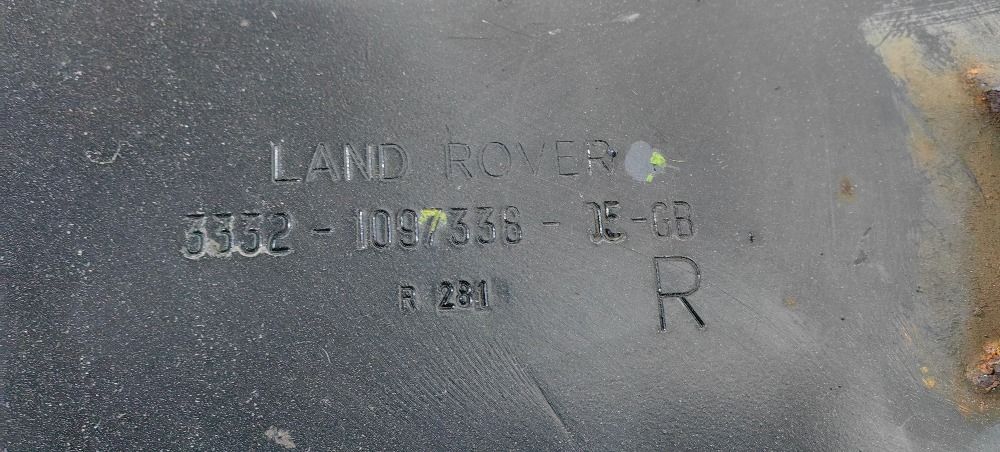 LAND ROVER
3332 - 1097338 - 05-GB
R 281
R